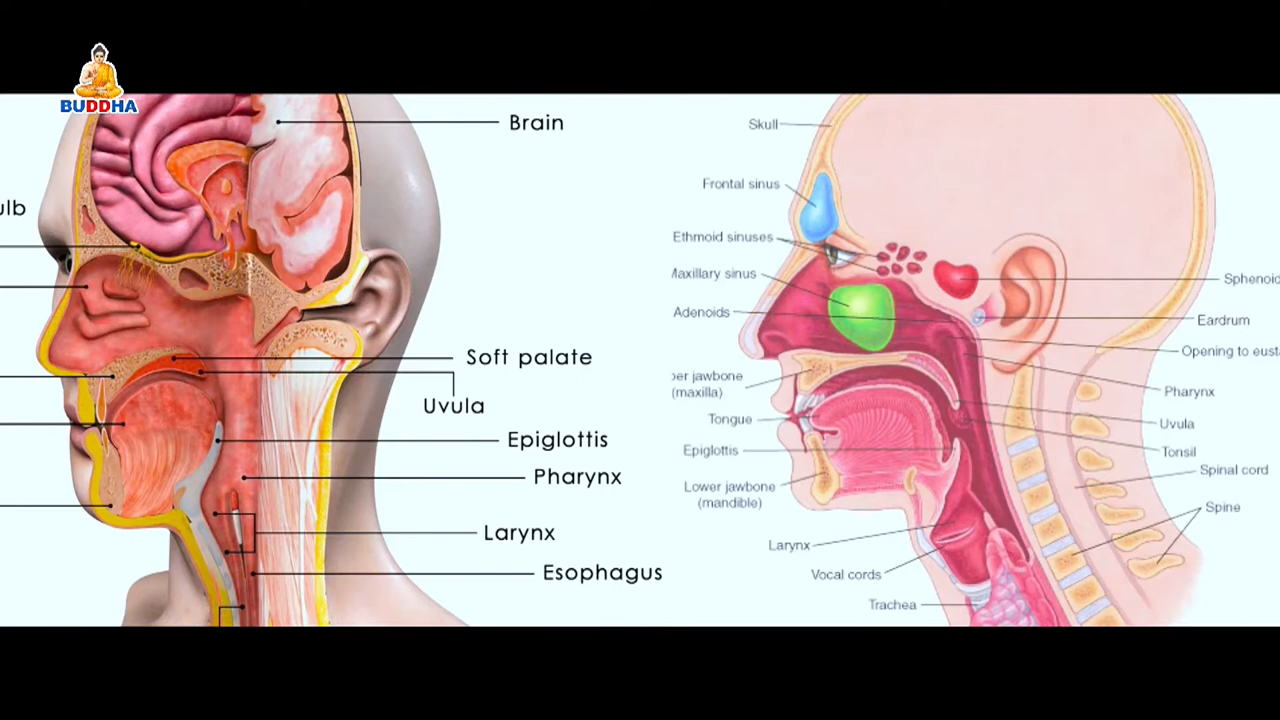 BUDDHA
Brain
ulb
Soft palate
Uvula
Epiglottis
Pharynx
Larynx
Esophagus
Skull
Frontal sinus
Ethmoid sinuses
Maxillary sinus
Adenoids
per jawbone
(maxilla)
Tongue
Epiglottis
Lower jawbone
(mandible)
Larynx
Vocal cords
Trachea
Sphenoid
Eardrum
Opening to eust
Pharynx
Uvula
Tonsil
Spinal cord
Spine